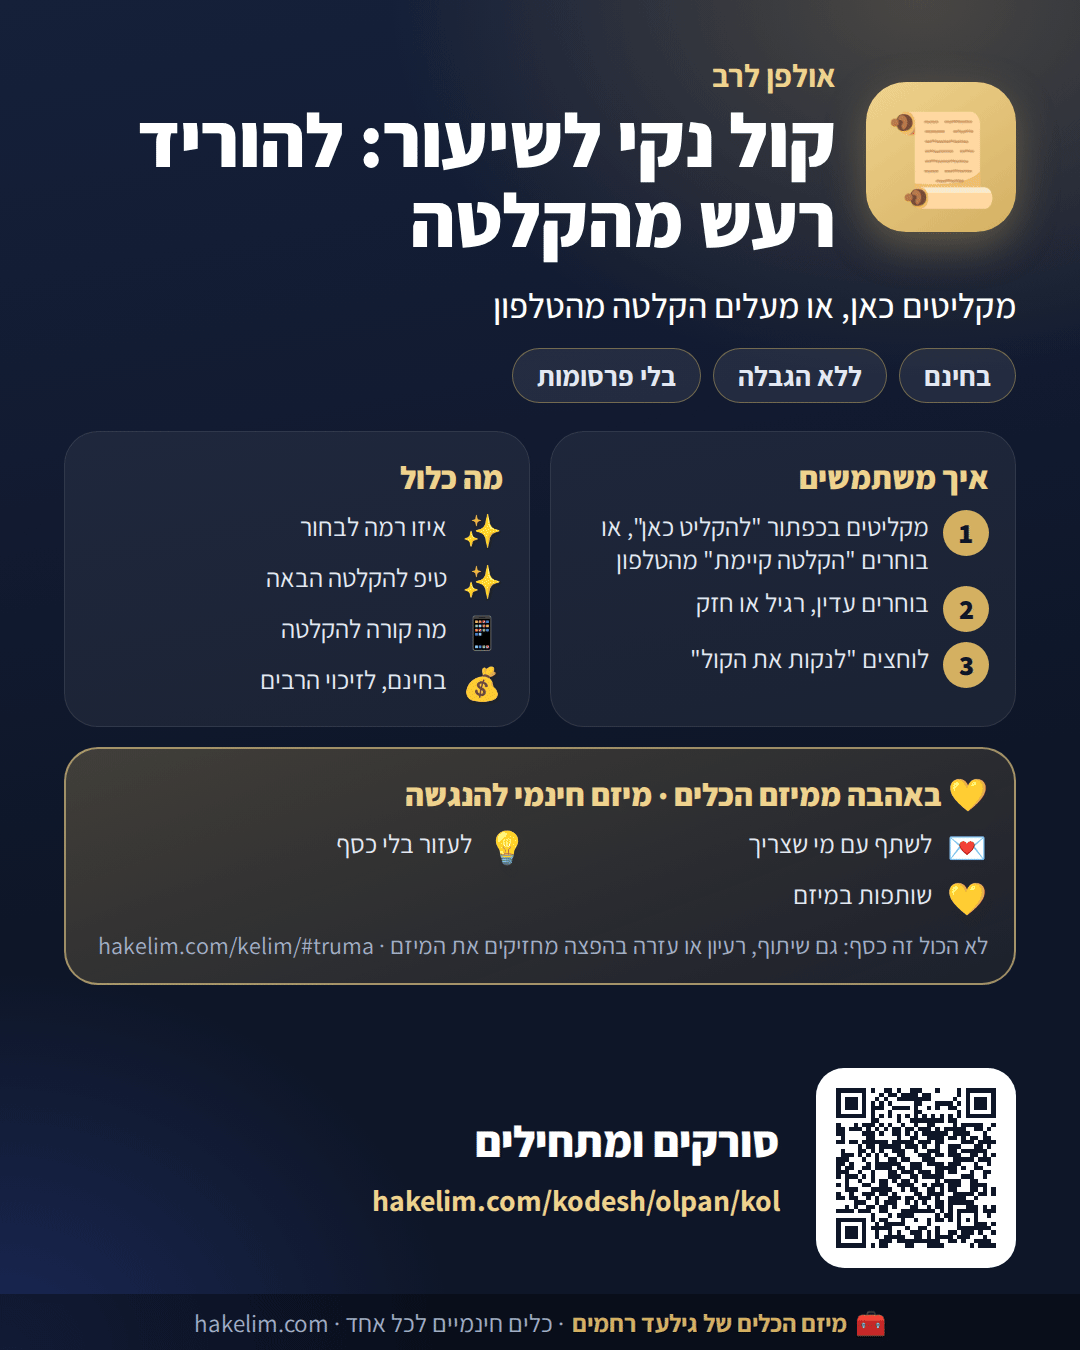 אולפן לרב
קול נקי לשיעור: להוריד
רעש מהקלטה
מקליטים כאן, או מעלים הקלטה מהטלפון
בחינם
ללא הגבלה
בלי פרסומות
איך משתמשים
1 מקליטים בכפתור "להקליט כאן", או
בוחרים "הקלטה קיימת" מהטלפון
2 בוחרים עדין, רגיל או חזק
3 לוחצים "לנקות את הקול"
מה כלול
איזו רמה לבחור
טיפ להקלטה הבאה
מה קורה להקלטה
בחינם, לזיכוי הרבים
באהבה ממיזם הכלים · מיזם חינמי להנגשה
לשתף עם מי שצריך
לעזור בלי כסף
שותפות במיזם
לא הכול זה כסף: גם שיתוף, רעיון או עזרה בהפצה מחזיקים את המיזם · hakelim.com/kelim/#truma
סורקים ומתחילים
hakelim.com/kodesh/olpan/kol
מיזם הכלים של גילעד רחמים · כלים חינמיים לכל אחד · hakelim.com